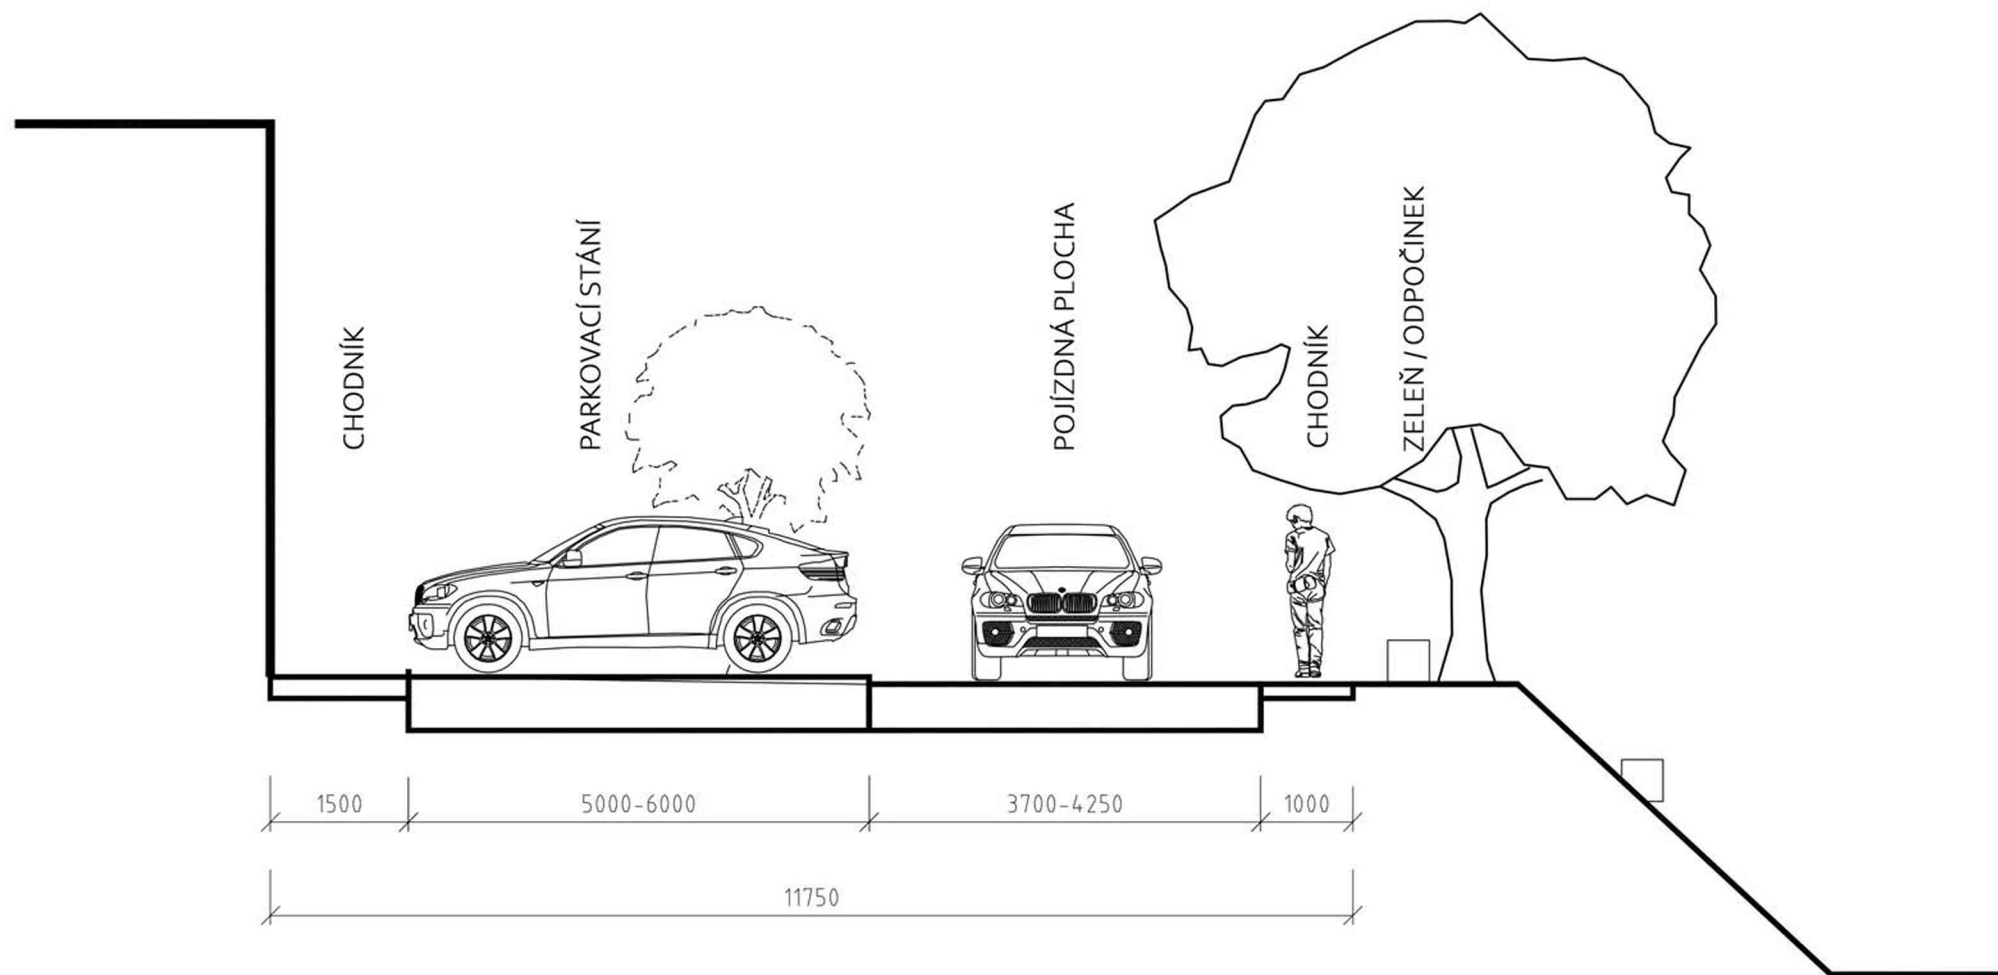 CHODNÍK
PARKOVACÍ STÁNÍ
POJÍZDNÁ PLOCHA
CHODNÍK
ZELEŇ / ODPOČINEK
1500
5000-6000
3700-4250
1000
11750